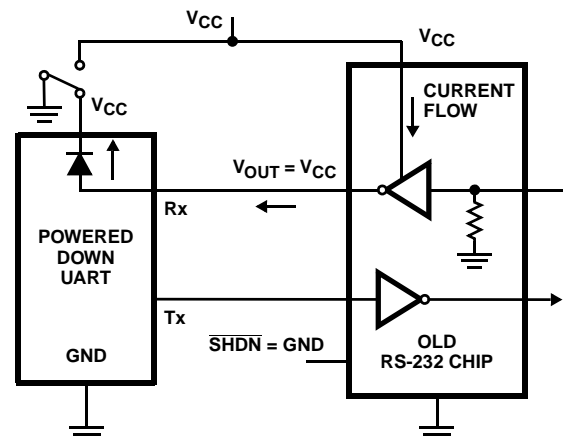 VCC
VCC
CURRENT
FLOW
VCC
VOUT = VCC
Rx
POWERED
DOWN
UART
Tx
GND
SHDN = GND
OLD
RS-232 CHIP